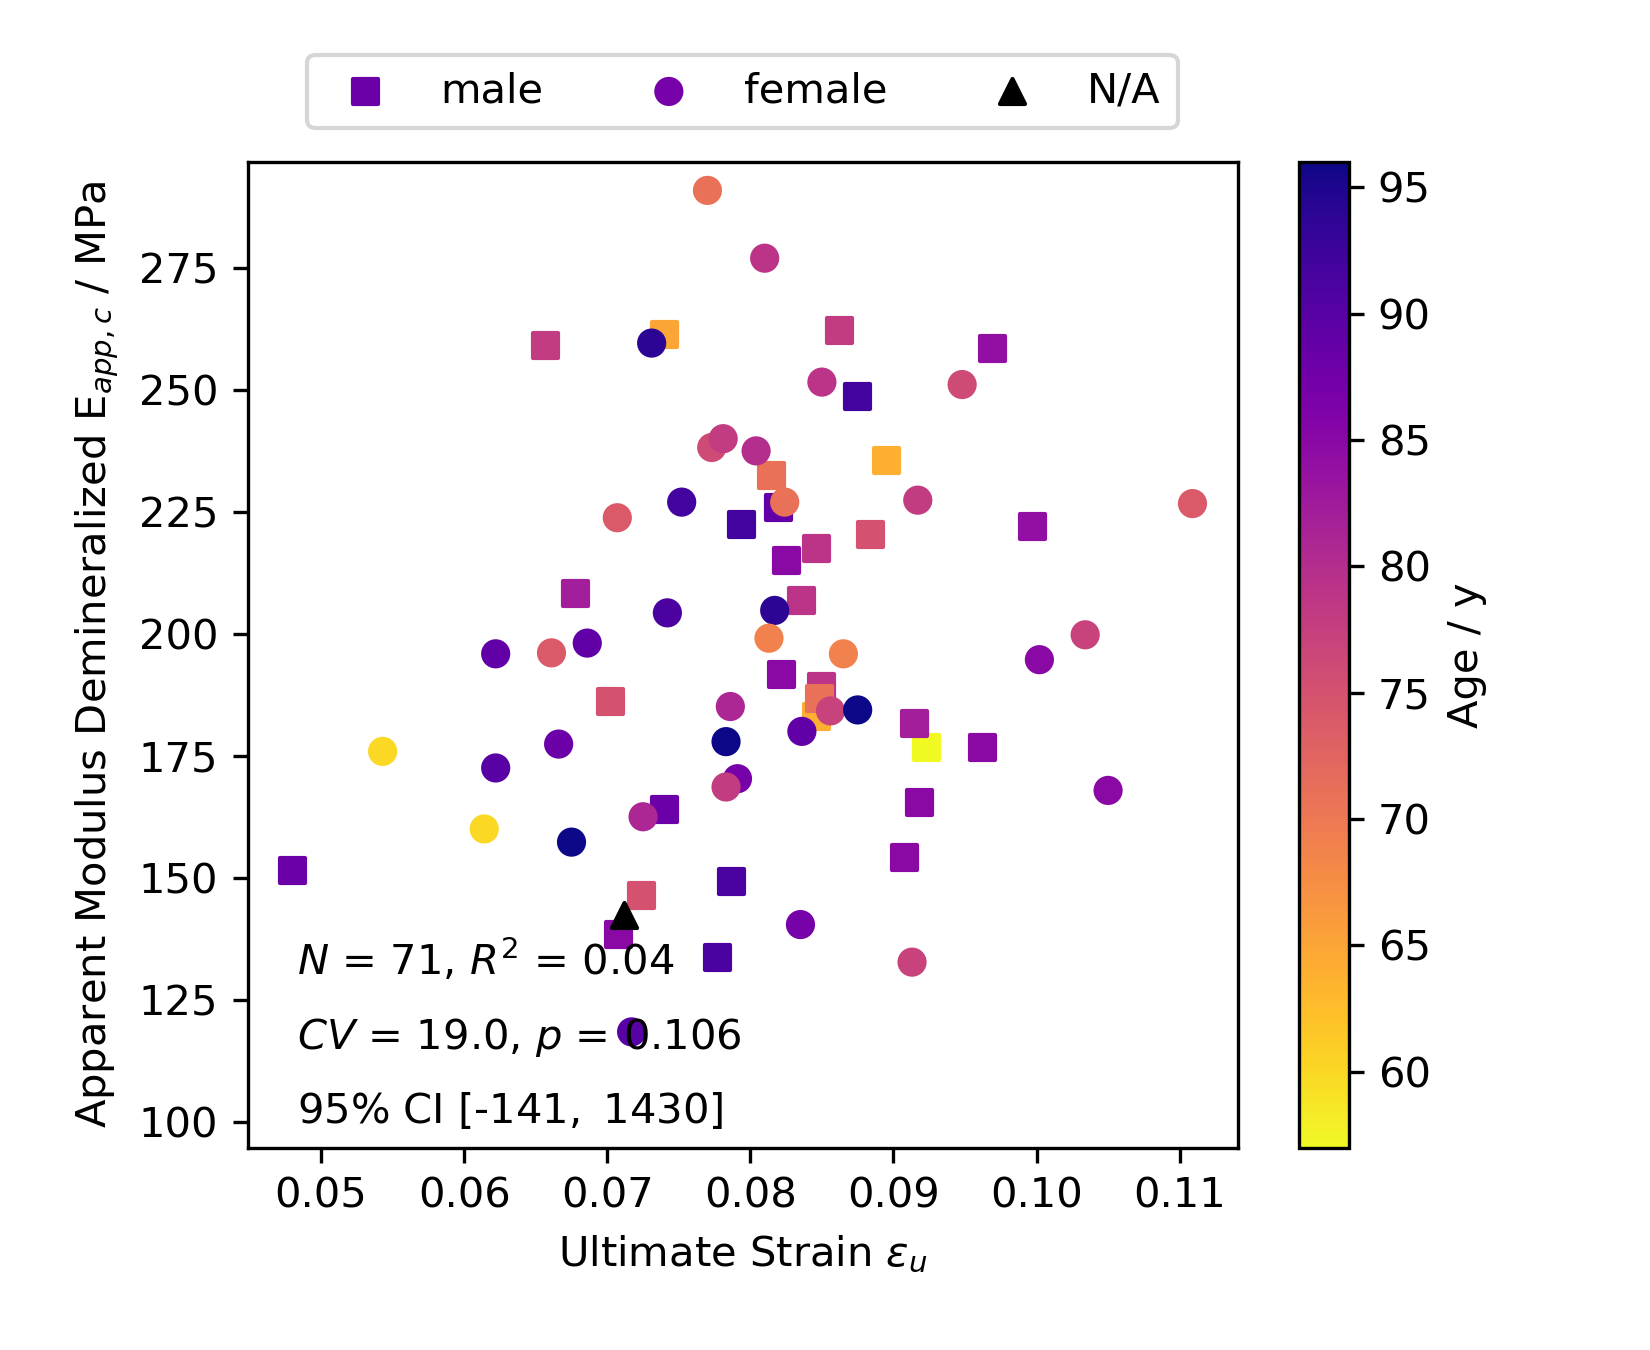 male female N/A
Apparent Modulus Demineralized E_app,c / MPa
275
250
225
200
175
150
125
100
N = 71, R² = 0.04
CV = 19.0, p = 0.106
95% CI [-141, 1430]
0.05 0.06 0.07 0.08 0.09 0.10 0.11
Ultimate Strain ε_u
95
90
85
80
75
70
65
60
Age / y